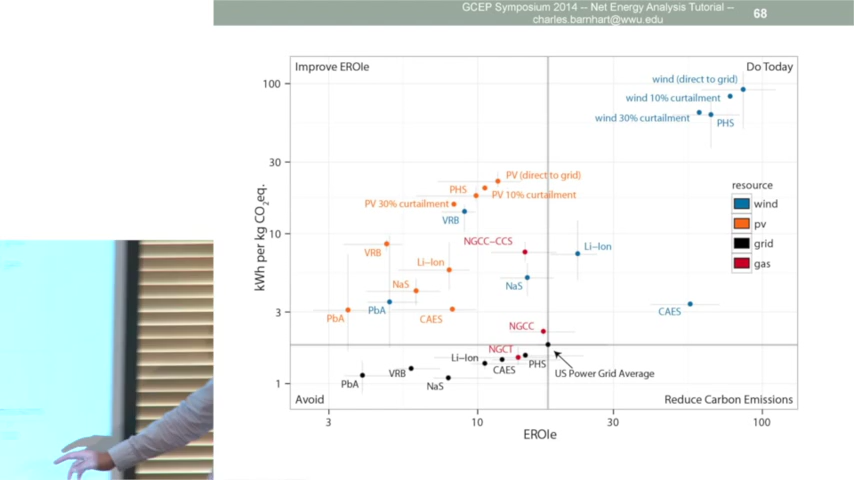 GCEP Symposium 2014 -- Net Energy Analysis Tutorial --
charles.barnhart@wwu.edu
68
Improve EROIe
Do Today
wind (direct to grid)
wind 10% curtailment
wind 30% curtailment
PHS
PV (direct to grid)
PHS
PV 10% curtailment
PV 30% curtailment
VRB
resource
wind
pv
grid
gas
NGCC-CCS
Li-Ion
VRB
Li-Ion
NaS
NaS
PbA
PbA
CAES
CAES
NGCC
NGCT
Li-Ion
CAES
PHS
US Power Grid Average
VRB
PbA
NaS
Avoid
Reduce Carbon Emissions
kWh per kg CO2eq.
100
30
10
3
1
3
10
30
100
EROIe